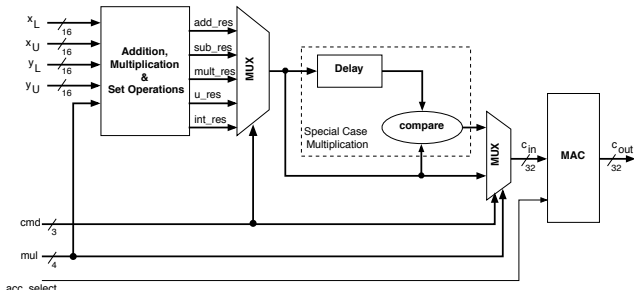 x_L
16
x_U
16
y_L
16
y_U
16
Addition,
Multiplication
&
Set Operations
add_res
sub_res
mult_res
u_res
int_res
MUX
Delay
compare
Special Case
Multiplication
MUX
c_in
32
MAC
c_out
32
cmd
3
mul
4
acc_select